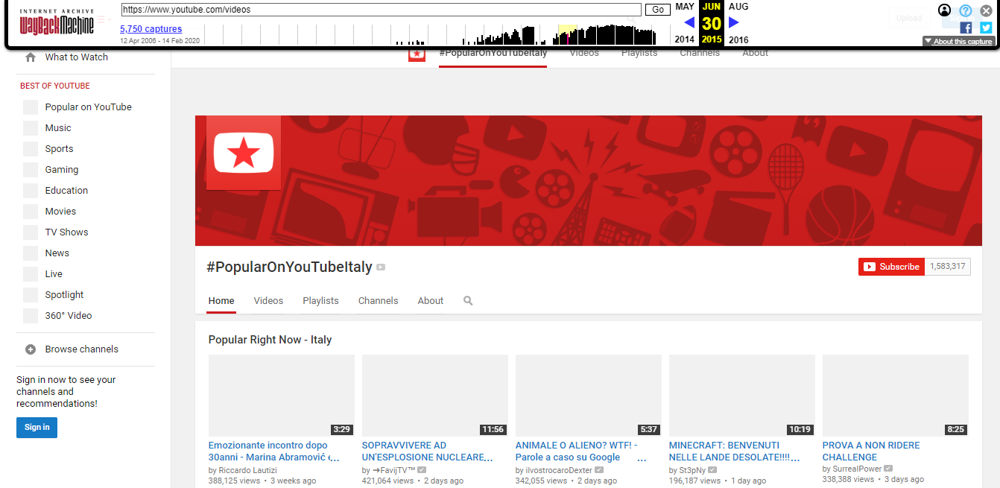 INTERNET ARCHIVE
WayBackMachine
https://www.youtube.com/videos
Go
5,750 captures
12 Apr 2006 - 14 Feb 2020
MAY JUN AUG
30
2014 2015 2016
About this capture
Upload
What to Watch
BEST OF YOUTUBE
Popular on YouTube
Music
Sports
Gaming
Education
Movies
TV Shows
News
Live
Spotlight
360° Video
Browse channels
Sign in now to see your
channels and
recommendations!
Sign in
#PopularOnYouTubeItaly Videos Playlists Channels About
#PopularOnYouTubeItaly
Subscribe 1,583,317
Home Videos Playlists Channels About
Popular Right Now - Italy
3:29
Emozionante incontro dopo
30anni - Marina Abramović e...
by Riccardo Lautizi
388,125 views • 3 weeks ago
11:56
SOPRAVVIVERE AD
UN'ESPLOSIONE NUCLEARE...
by ➜FavijTV™
421,064 views • 2 days ago
5:37
ANIMALE O ALIENO? WTF! -
Parole a caso su Google ...
by ilvostrocaroDexter
342,055 views • 2 days ago
10:19
MINECRAFT: BENVENUTI
NELLE LANDE DESOLATE!!!!...
by St3pNy
196,187 views • 1 day ago
8:25
PROVA A NON RIDERE
CHALLENGE
by SurrealPower
338,388 views • 3 days ago